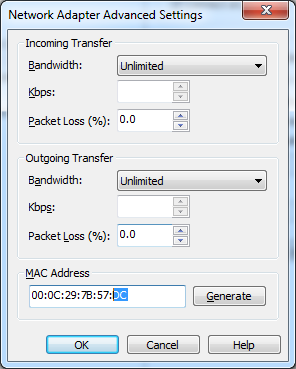 Network Adapter Advanced Settings
Incoming Transfer
Bandwidth: Unlimited
Kbps:
Packet Loss (%): 0.0
Outgoing Transfer
Bandwidth: Unlimited
Kbps:
Packet Loss (%): 0.0
MAC Address
00:0C:29:7B:57:DC Generate
OK Cancel Help